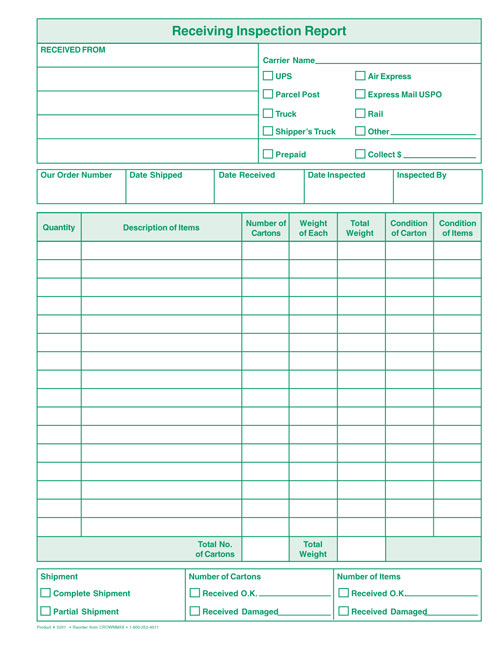 Receiving Inspection Report
RECEIVED FROM
Carrier Name
UPS
Air Express
Parcel Post
Express Mail USPO
Truck
Rail
Shipper's Truck
Other
Prepaid
Collect $
Our Order Number
Date Shipped
Date Received
Date Inspected
Inspected By
Quantity
Description of Items
Number of
Cartons
Weight
of Each
Total
Weight
Condition
of Carton
Condition
of Items
Total No.
of Cartons
Total
Weight
Shipment
Complete Shipment
Partial Shipment
Number of Cartons
Received O.K.
Received Damaged
Number of Items
Received O.K.
Received Damaged
Reorder from